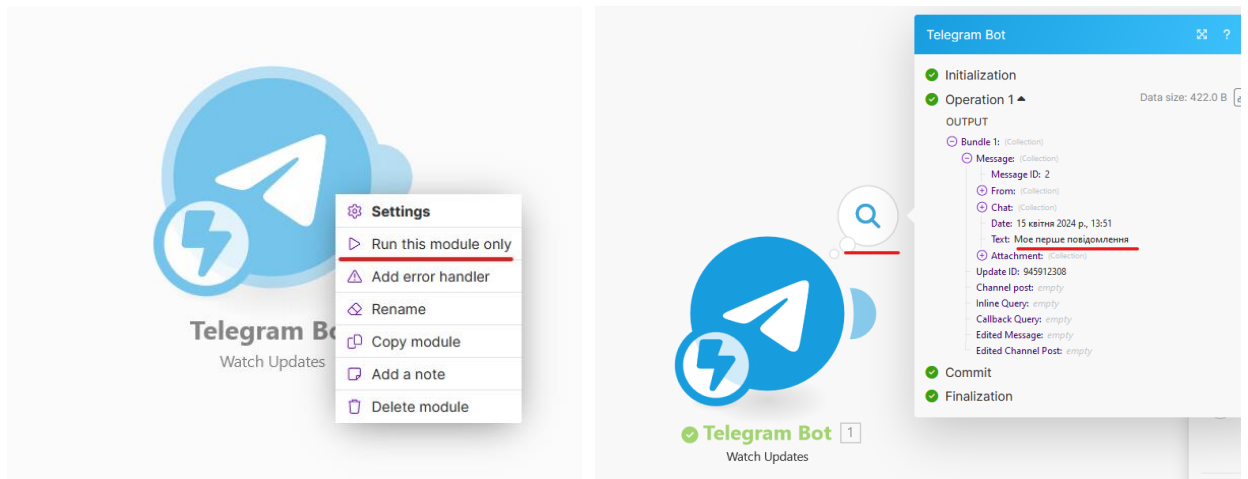 Telegram Bo
Watch Updates
Settings
Run this module only
Add error handler
Rename
Copy module
Add a note
Delete module
Telegram Bot 1
Watch Updates
Telegram Bot ?
Initialization
Operation 1 Data size: 422.0 B
OUTPUT
Bundle 1: (Collection)
Message: (Collection)
Message ID: 2
From: (Collection)
Chat: (Collection)
Date: 15 квітня 2024 р., 13:51
Text: Мое перше повідомлення
Attachment: (Collection)
Update ID: 945912308
Channel post: empty
Inline Query: empty
Callback Query: empty
Edited Message: empty
Edited Channel Post: empty
Commit
Finalization